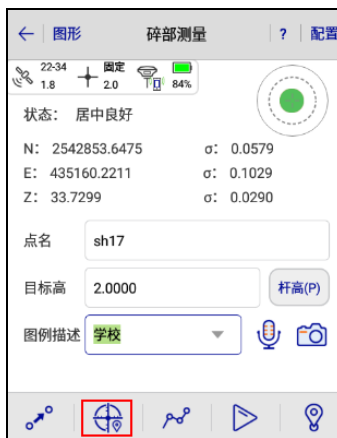 图形 碎部测量 ? 配置
22-34 固定
1.8 2.0 84%
状态： 居中良好
N: 2542853.6475 σ: 0.0579
E: 435160.2211 σ: 0.1029
Z: 33.7299 σ: 0.0290
点名 sh17
目标高 2.0000 杆高(P)
图例描述 学校